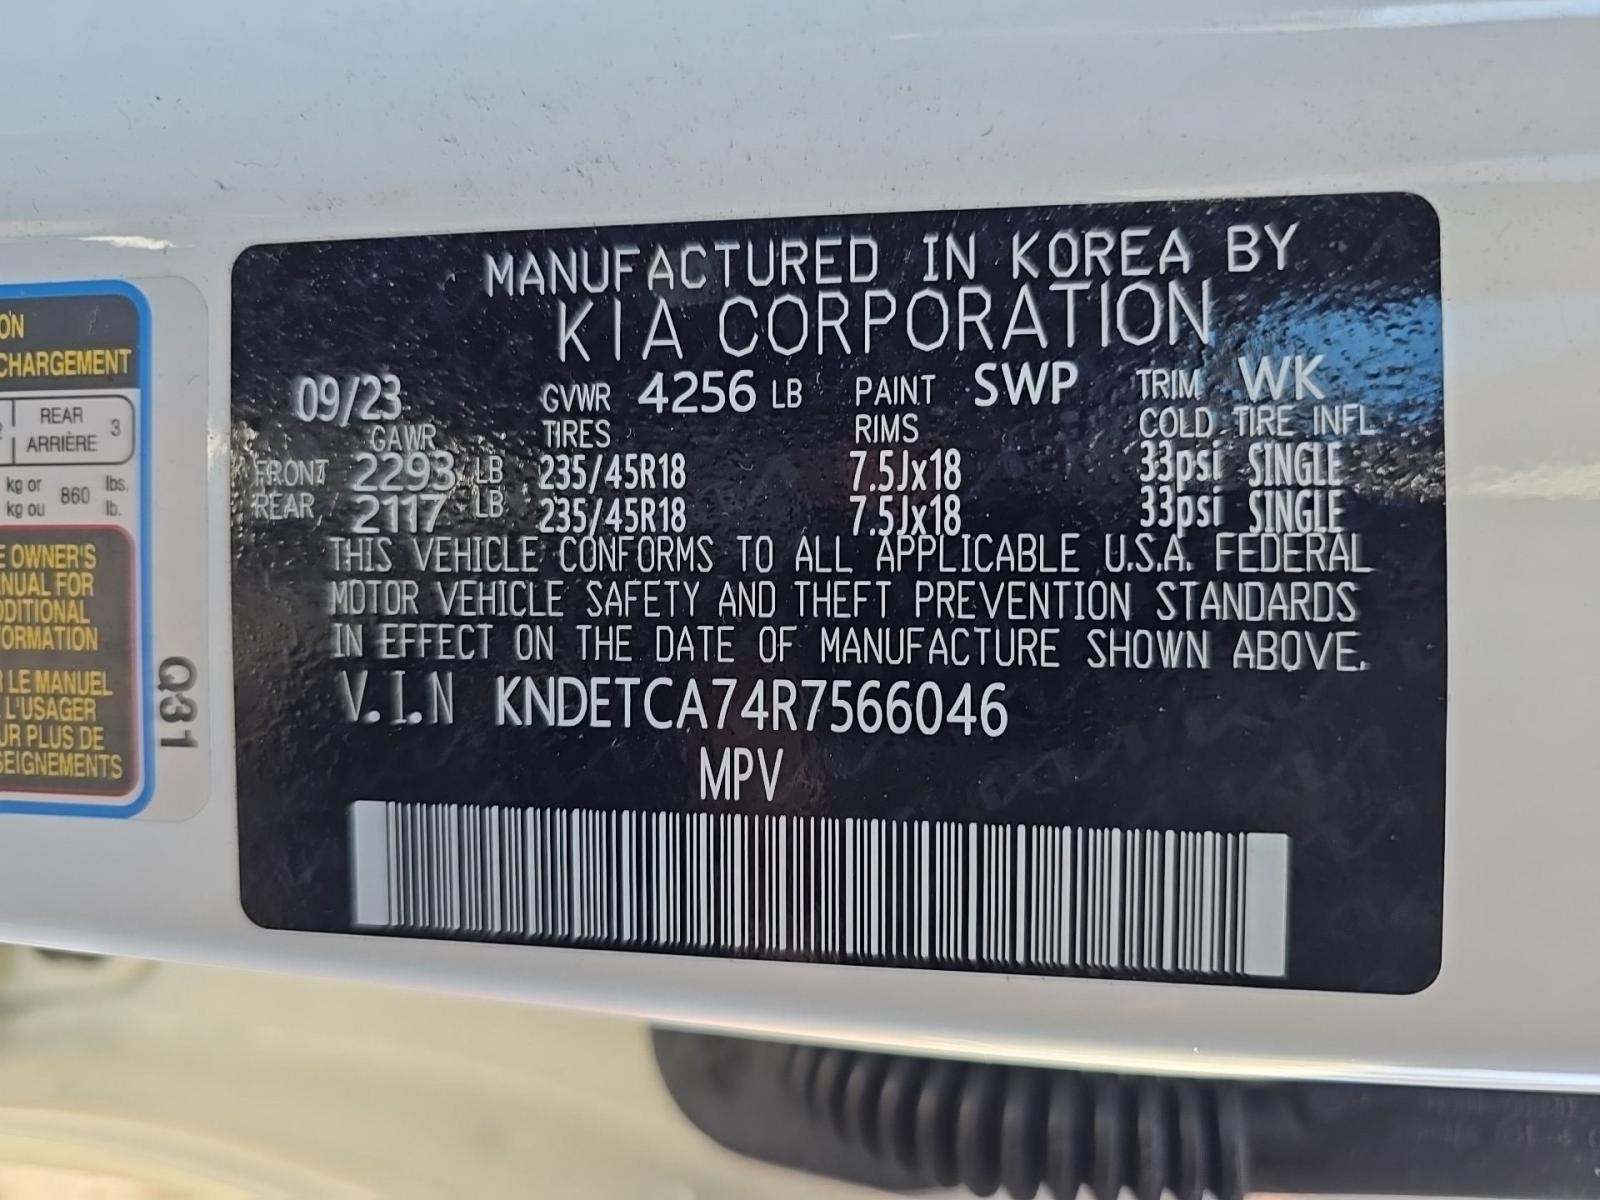 MANUFACTURED IN KOREA BY
KIA CORPORATION
09/23 GVWR 4256 LB PAINT SWP TRIM WK
GAWR TIRES RIMS COLD TIRE INFL
FRONT 2293 LB 235/45R18 7.5Jx18 33psi SINGLE
REAR 2117 LB 235/45R18 7.5Jx18 33psi SINGLE
THIS VEHICLE CONFORMS TO ALL APPLICABLE U.S.A. FEDERAL
MOTOR VEHICLE SAFETY AND THEFT PREVENTION STANDARDS
IN EFFECT ON THE DATE OF MANUFACTURE SHOWN ABOVE.
V.I.N KNDETCA74R7566046
MPV
ON
CHARGEMENT
REAR 3
ARRIÈRE
kg or 860 lbs.
kg ou lb.
E OWNER'S
NUAL FOR
DDITIONAL
FORMATION
LE MANUEL
L'USAGER
UR PLUS DE
SEIGNEMENTS
Q31